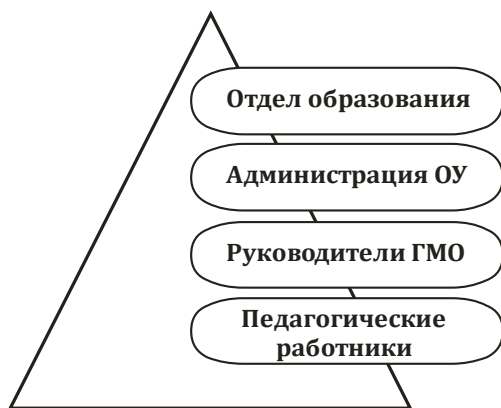 Отдел образования
Администрация ОУ
Руководители ГМО
Педагогические
работники